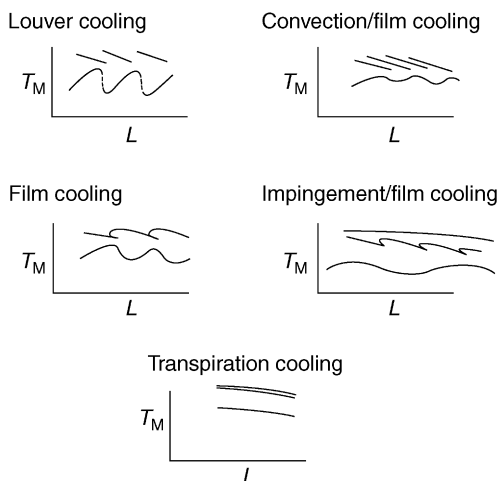 Louver cooling
Convection/film cooling
T_M
L
T_M
L
Film cooling
Impingement/film cooling
T_M
L
T_M
L
Transpiration cooling
T_M
L